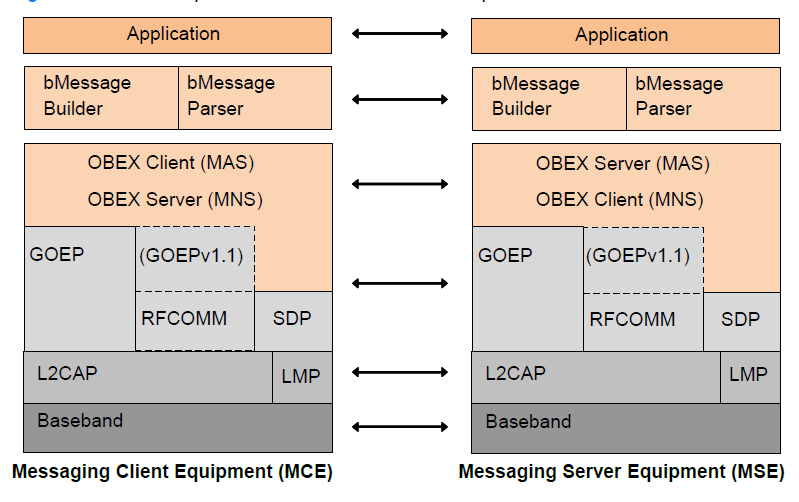 Application
bMessage Builder
bMessage Parser
OBEX Client (MAS)
OBEX Server (MNS)
GOEP
(GOEPv1.1)
RFCOMM
SDP
L2CAP
LMP
Baseband
Messaging Client Equipment (MCE)
Application
bMessage Builder
bMessage Parser
OBEX Server (MAS)
OBEX Client (MNS)
GOEP
(GOEPv1.1)
RFCOMM
SDP
L2CAP
LMP
Baseband
Messaging Server Equipment (MSE)